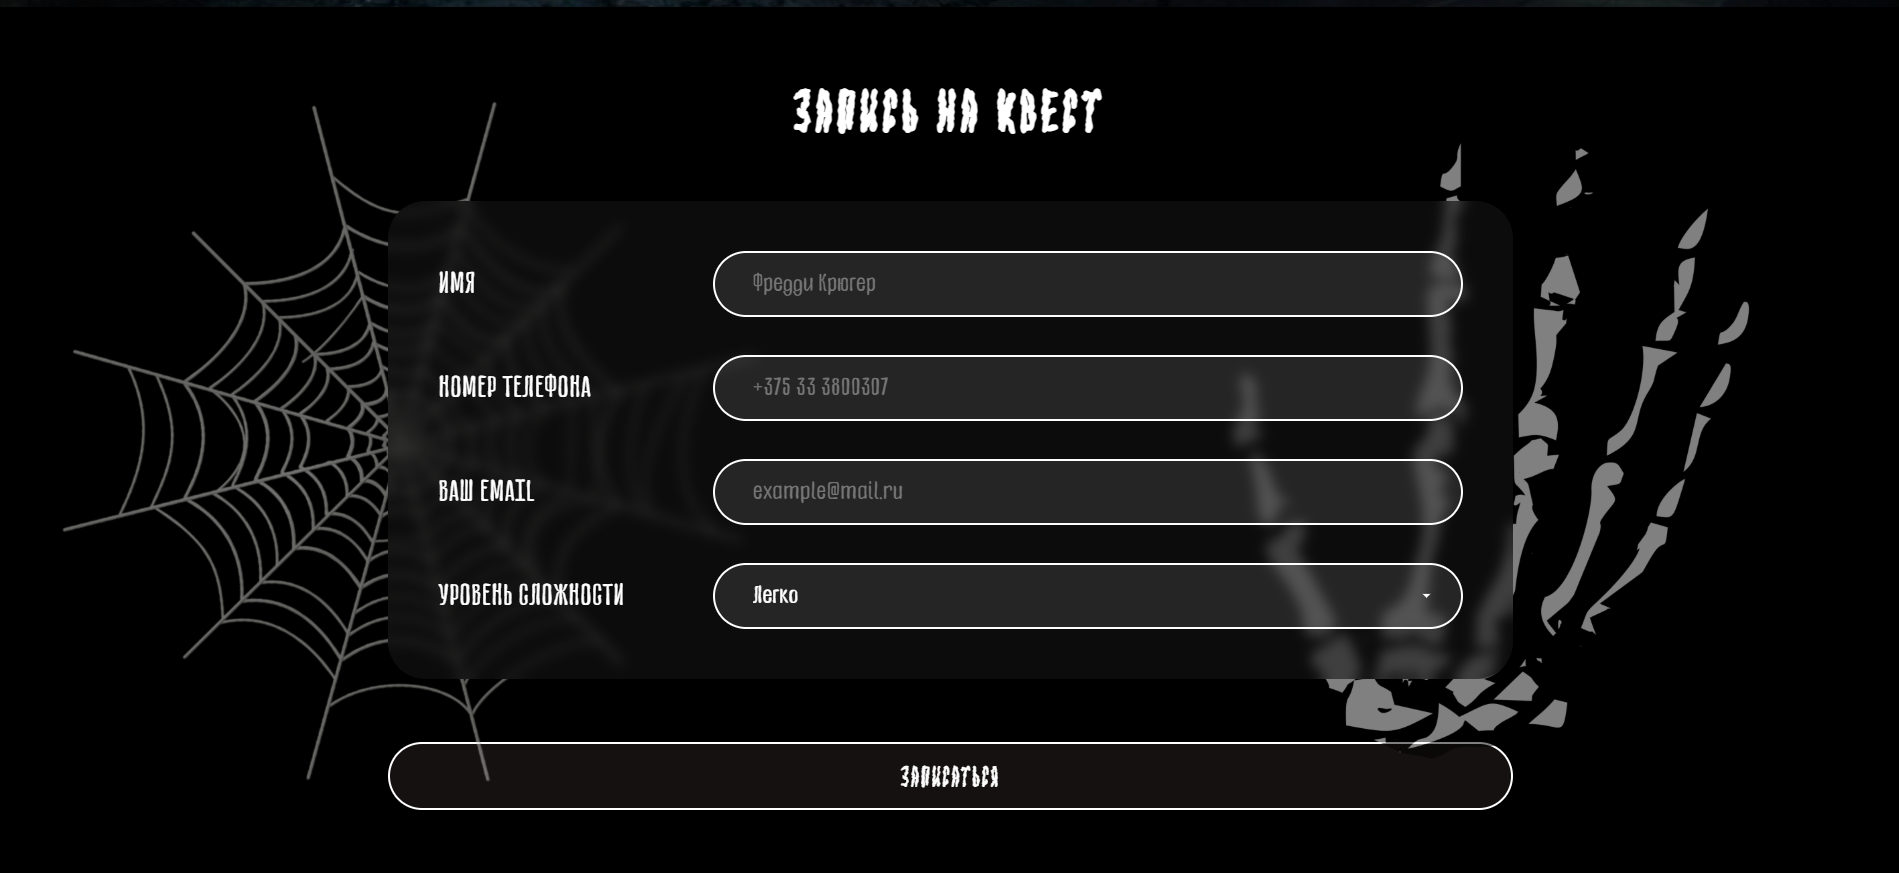 ЗАПИСЬ НА КВЕСТ
ИМЯ
Фредди Крюгер
НОМЕР ТЕЛЕФОНА
+375 33 3800307
ВАШ EMAIL
example@mail.ru
УРОВЕНЬ СЛОЖНОСТИ
Легко
ЗАПИСАТЬСЯ